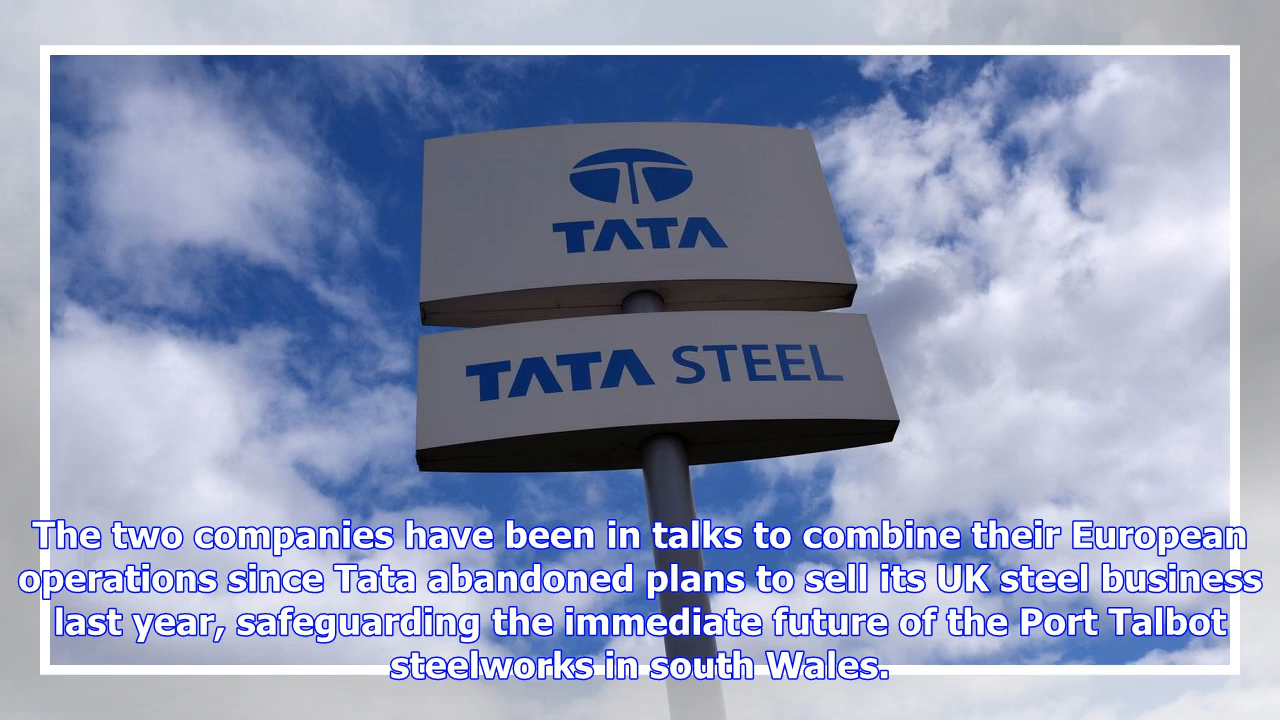 TATA
TATA STEEL
The two companies have been in talks to combine their European
operations since Tata abandoned plans to sell its UK steel business
last year, safeguarding the immediate future of the Port Talbot
steelworks in south Wales.